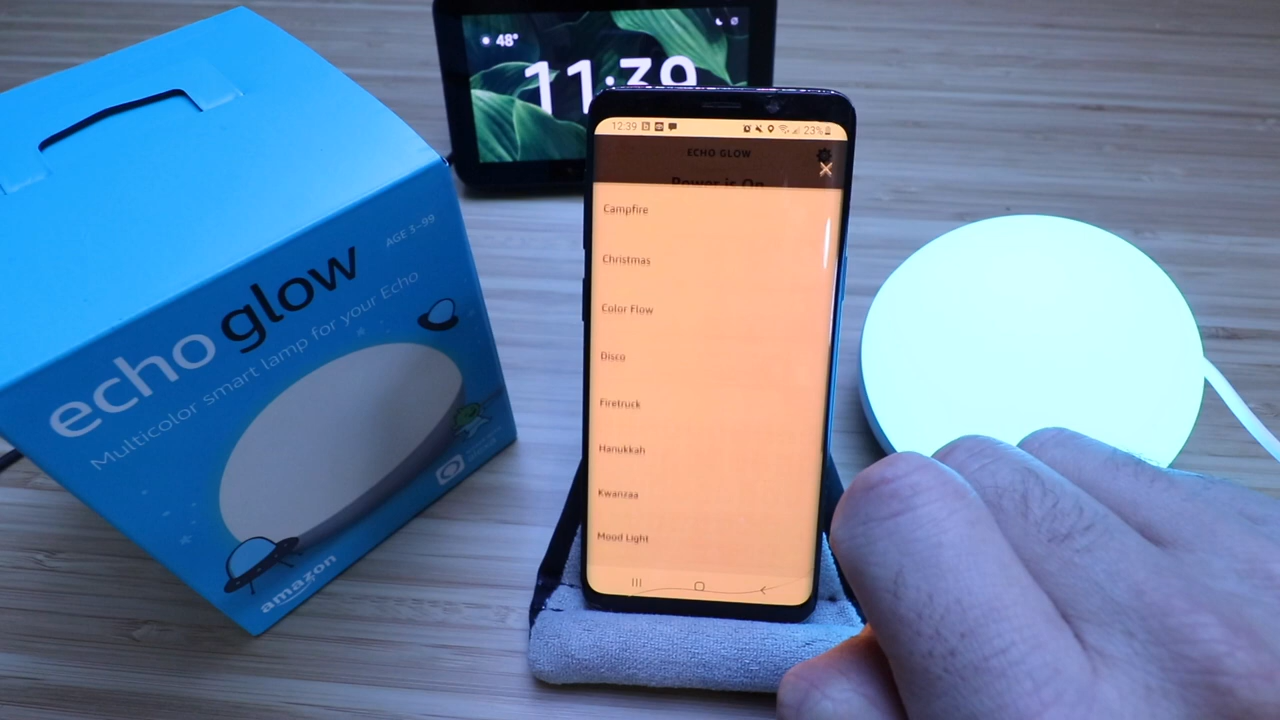 48°
11:39
12:39
23%
ECHO GLOW
Power is On
Campfire
Christmas
Color Flow
Disco
Firetruck
Hanukkah
Kwanzaa
Mood Light
AGE 3-99
echo glow
Multicolor smart lamp for your Echo
amazon